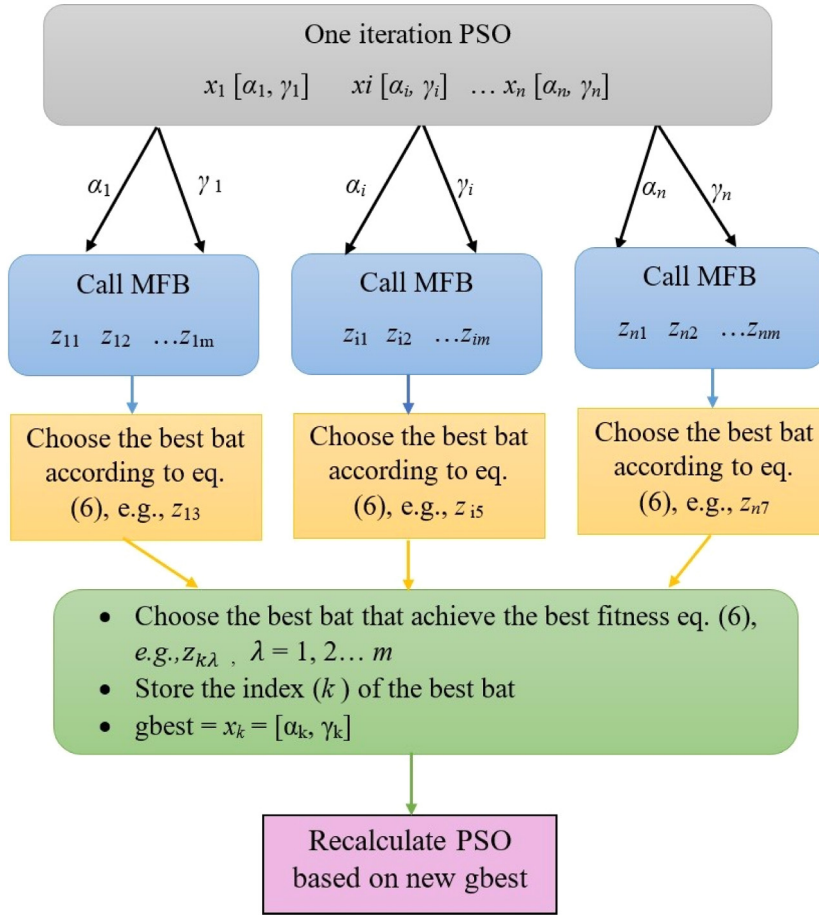 One iteration PSO
x₁ [α₁, γ₁] xi [αᵢ, γᵢ] … xₙ [αₙ, γₙ]
α₁ γ₁ αᵢ γᵢ αₙ γₙ
Call MFB
z₁₁ z₁₂ …z₁ₘ
Call MFB
zᵢ₁ zᵢ₂ …zᵢₘ
Call MFB
zₙ₁ zₙ₂ …zₙₘ
Choose the best bat
according to eq.
(6), e.g., z₁₃
Choose the best bat
according to eq.
(6), e.g., z ᵢ₅
Choose the best bat
according to eq.
(6), e.g., zₙ₇
• Choose the best bat that achieve the best fitness eq. (6),
e.g.,z_{kλ} , λ = 1, 2… m
• Store the index (k ) of the best bat
• gbest = xₖ = [αₖ, γₖ]
Recalculate PSO
based on new gbest